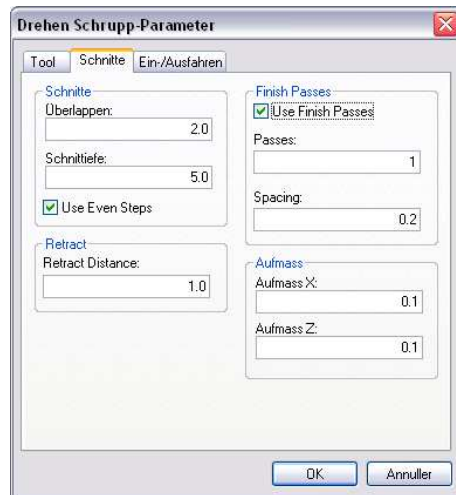 Drehen Schrupp-Parameter
Tool Schnitte Ein-/Ausfahren
Schnitte
Überlappen:
2.0
Schnittiefe:
5.0
Use Even Steps
Retract
Retract Distance:
1.0
Finish Passes
Use Finish Passes
Passes:
1
Spacing:
0.2
Aufmass
Aufmass X:
0.1
Aufmass Z:
0.1
OK Annuller